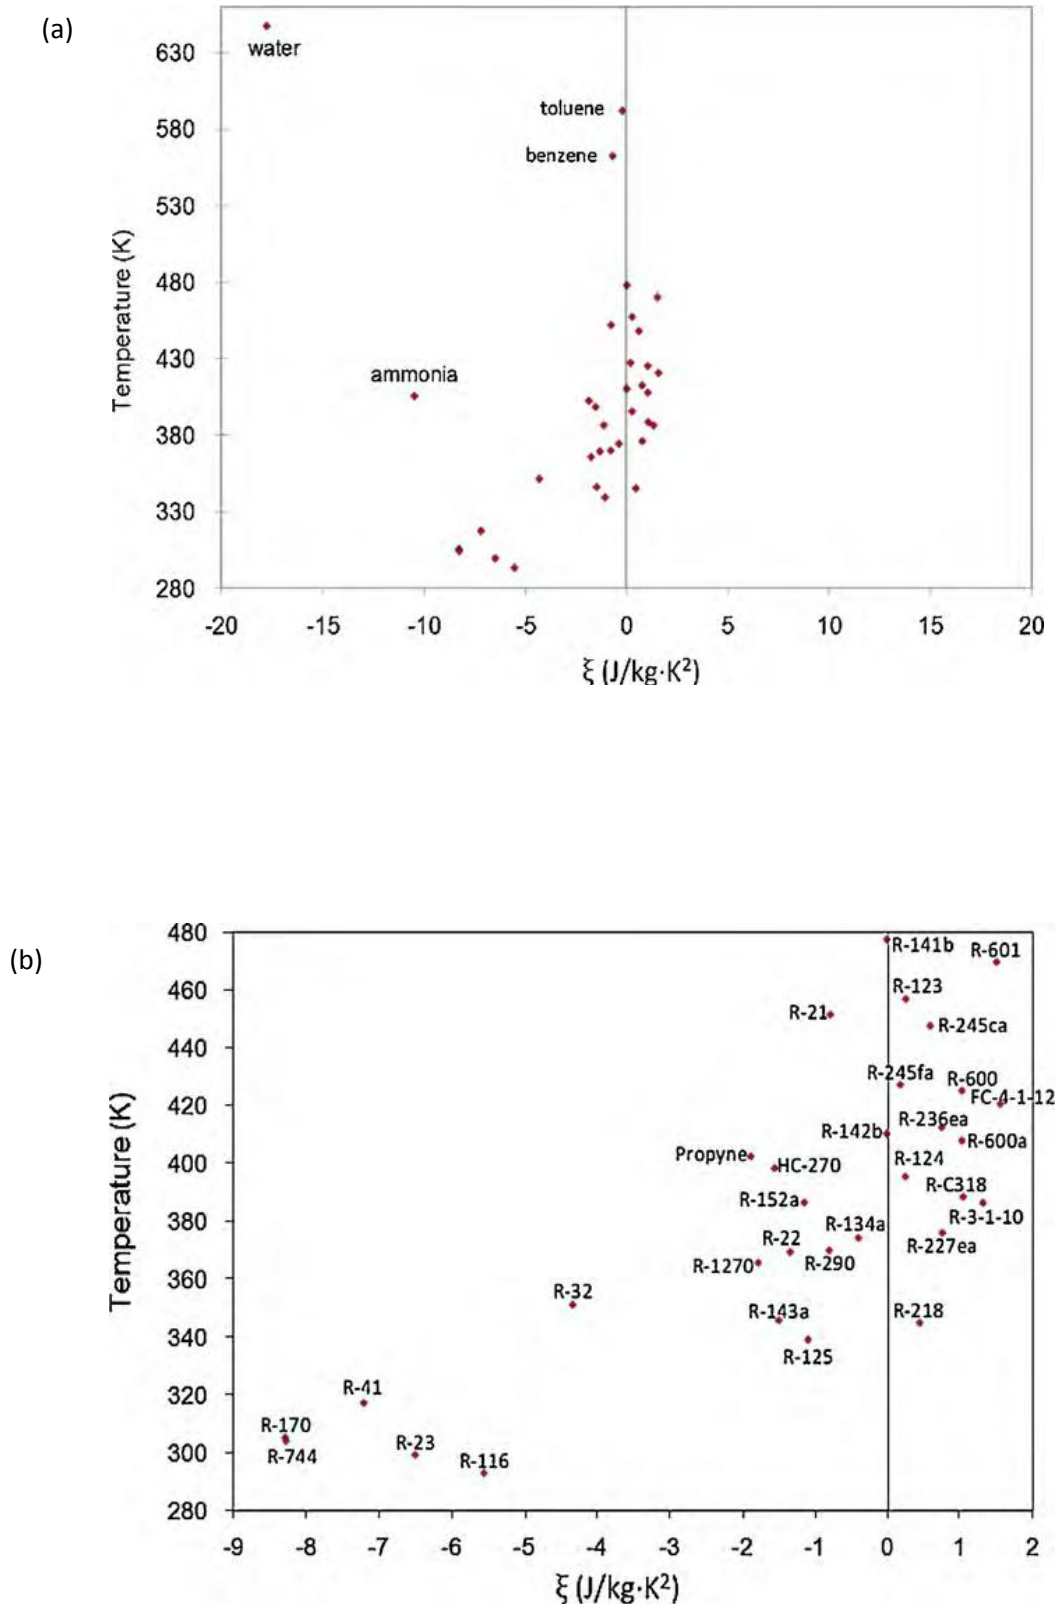 (a)
630
water
toluene
580
benzene
530
480
430
ammonia
380
330
280
-20 -15 -10 -5 0 5 10 15 20
Temperature (K)
ξ (J/kg·K²)
(b)
480
R-141b R-601
460
R-123
R-21
R-245ca
440
R-245fa R-600
FC-4-1-12
420
R-236ea
R-142b R-600a
Propyne HC-270 R-124
400
R-C318
R-152a
R-134a R-3-1-10
380
R-22 R-227ea
R-1270 R-290
360
R-32
R-143a R-218
340
R-125
320
R-41
R-170
R-23
300
R-744
R-116
280
-9 -8 -7 -6 -5 -4 -3 -2 -1 0 1 2
Temperature (K)
ξ (J/kg·K²)